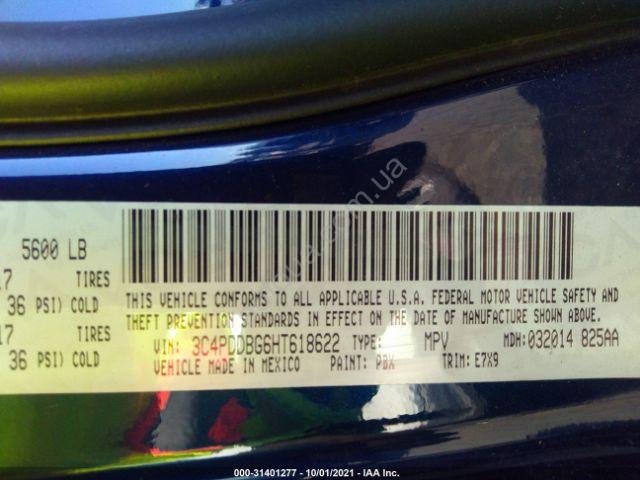 5600 LB
17 TIRES
36 PSI) COLD
17 TIRES
36 PSI) COLD
THIS VEHICLE CONFORMS TO ALL APPLICABLE U.S.A. FEDERAL MOTOR VEHICLE SAFETY AND
THEFT PREVENTION STANDARDS IN EFFECT ON THE DATE OF MANUFACTURE SHOWN ABOVE.
VIN: 3C4PDDBG6HT618622 TYPE: MPV MDH: 032014 825AA
VEHICLE MADE IN MEXICO PAINT: PBX TRIM: E7X9
000-31401277 - 10/01/2021 - IAA Inc.